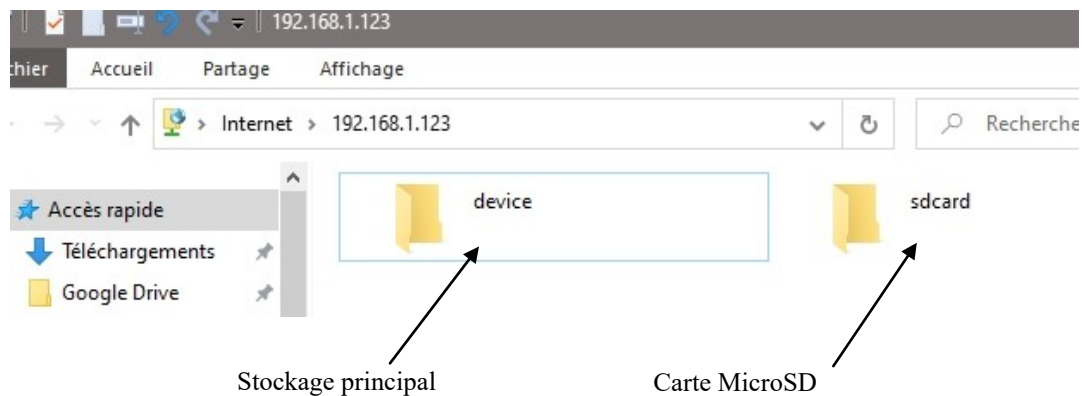 192.168.1.123
chier Accueil Partage Affichage
Internet > 192.168.1.123 Recherche
Accès rapide device sdcard
Téléchargements
Google Drive
Stockage principal Carte MicroSD